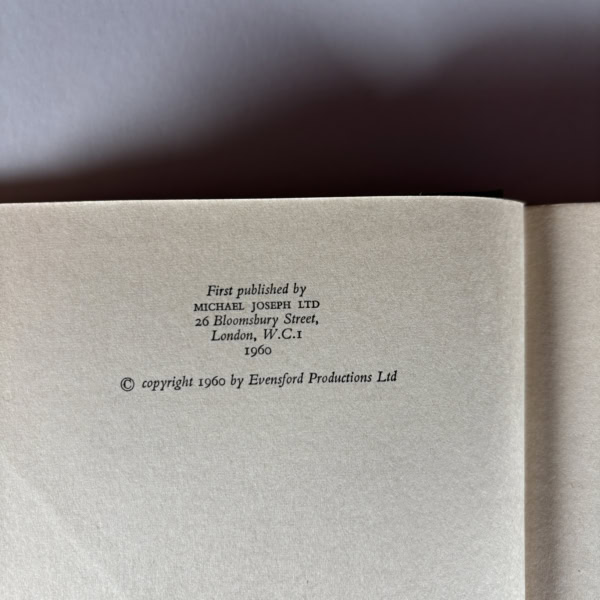 First published by
MICHAEL JOSEPH LTD
26 Bloomsbury Street,
London, W.C.1
1960
© copyright 1960 by Evensford Productions Ltd